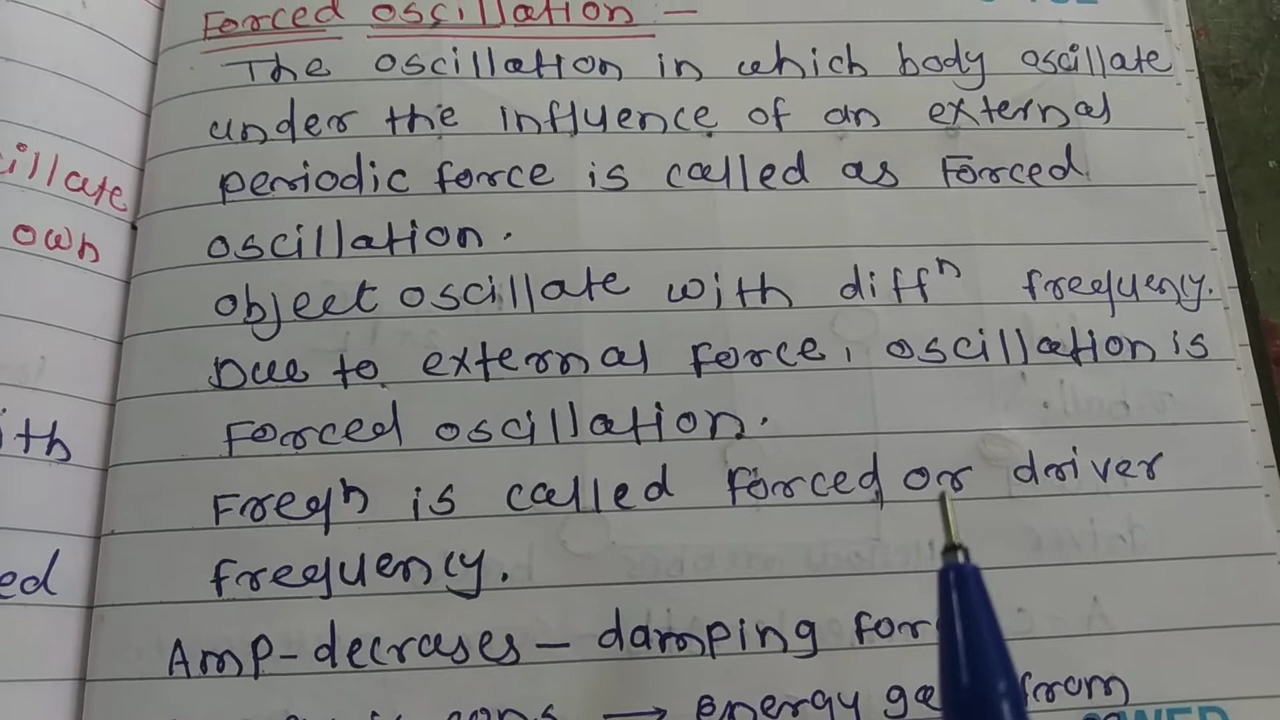 Forced oscillation –
The oscillation in which body oscillate
under the influence of an external
periodic force is called as Forced
oscillation.
object oscillate with diffⁿ frequency.
Due to external force, oscillation is
Forced oscillation.
Freqⁿ is called Forced or driver
frequency.
Amp-decrases – damping for
→ energy ga from
illate
own
ith
ed